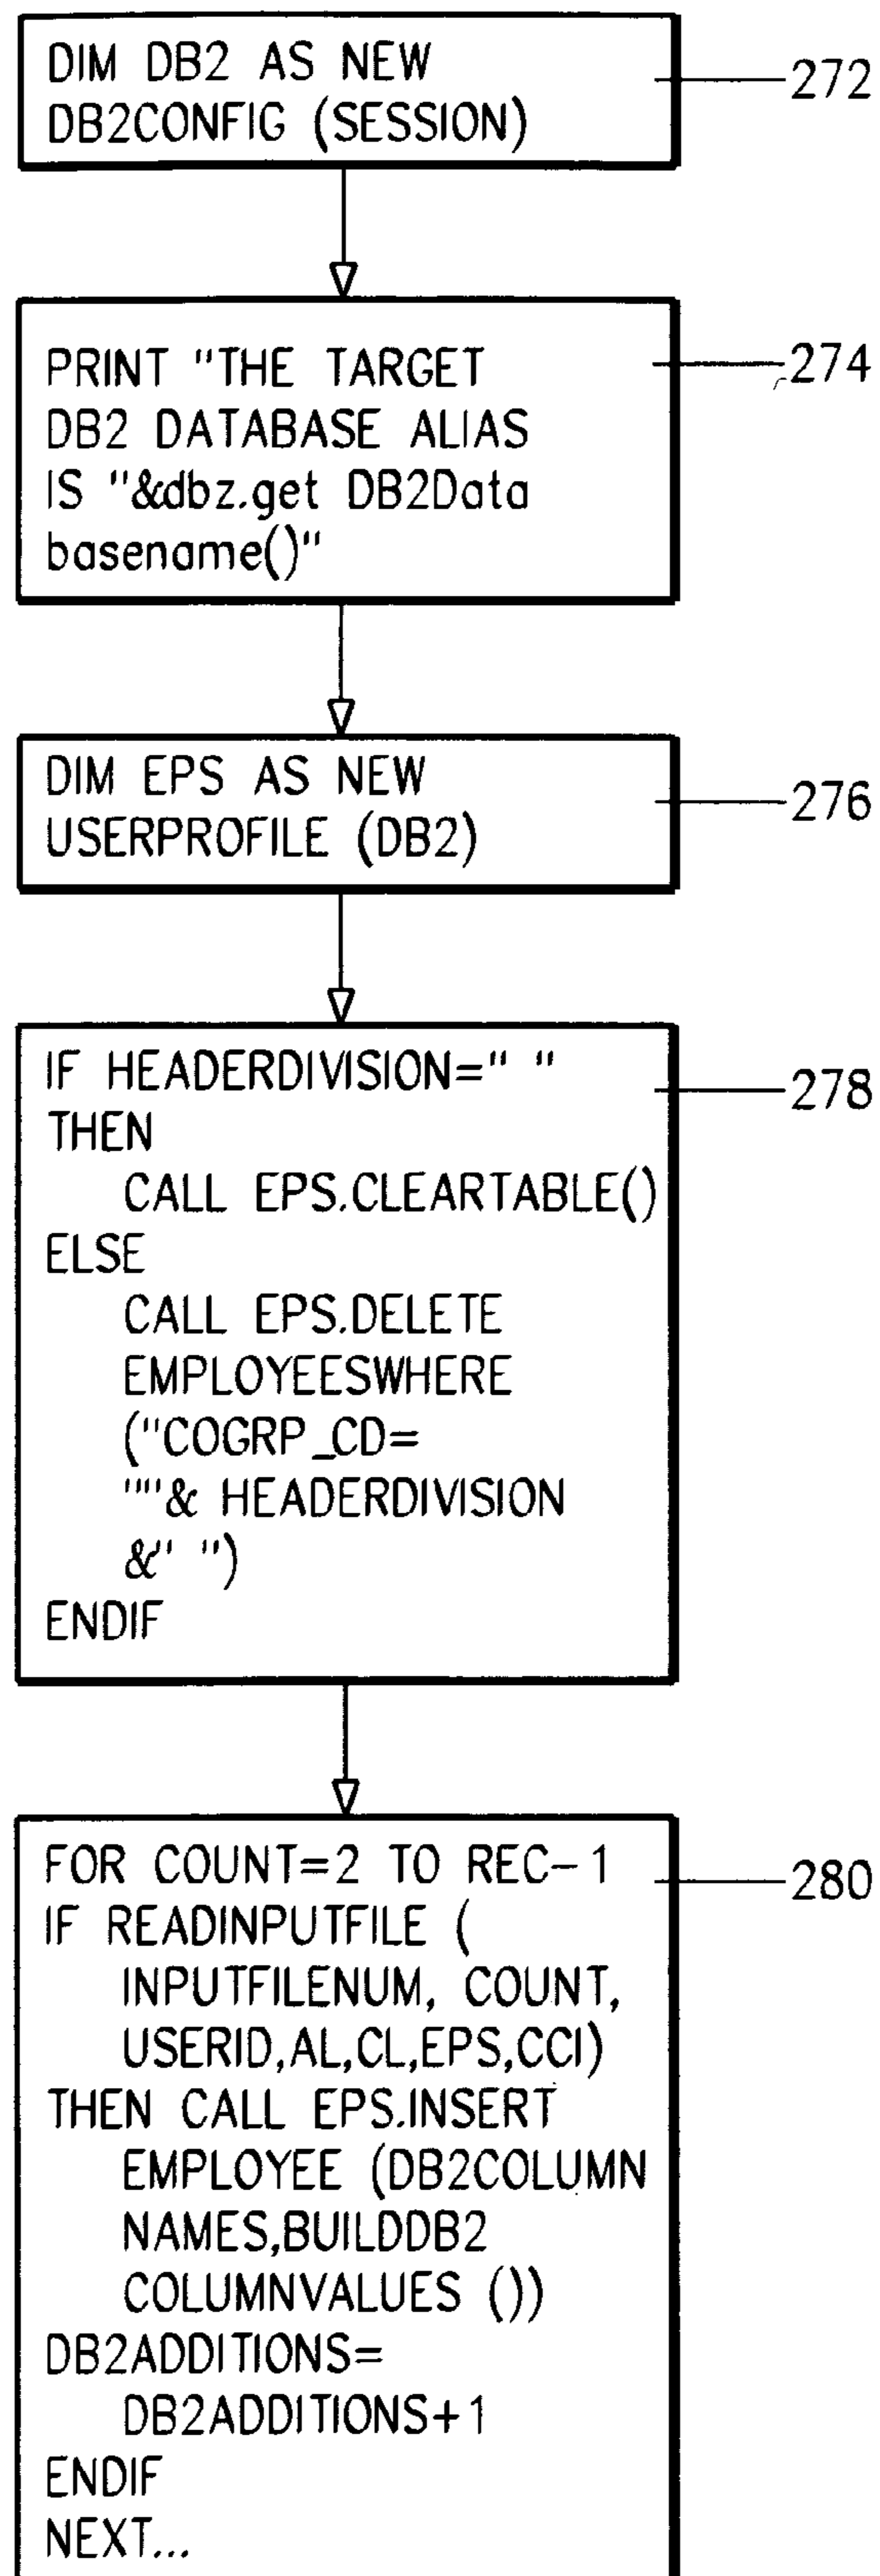 DIM DB2 AS NEW
DB2CONFIG (SESSION)
272
PRINT "THE TARGET
DB2 DATABASE ALIAS
IS "&dbz.get DB2Data
basename()"
274
DIM EPS AS NEW
USERPROFILE (DB2)
276
IF HEADERDIVISION=" "
THEN
CALL EPS.CLEARTABLE()
ELSE
CALL EPS.DELETE
EMPLOYEESWHERE
("COGRP_CD=
""& HEADERDIVISION
&" ")
ENDIF
278
FOR COUNT=2 TO REC-1
IF READINPUTFILE (
INPUTFILENUM, COUNT,
USERID,AL,CL,EPS,CCI)
THEN CALL EPS.INSERT
EMPLOYEE (DB2COLUMN
NAMES,BUILDDB2
COLUMNVALUES ())
DB2ADDITIONS=
DB2ADDITIONS+1
ENDIF
NEXT...
280